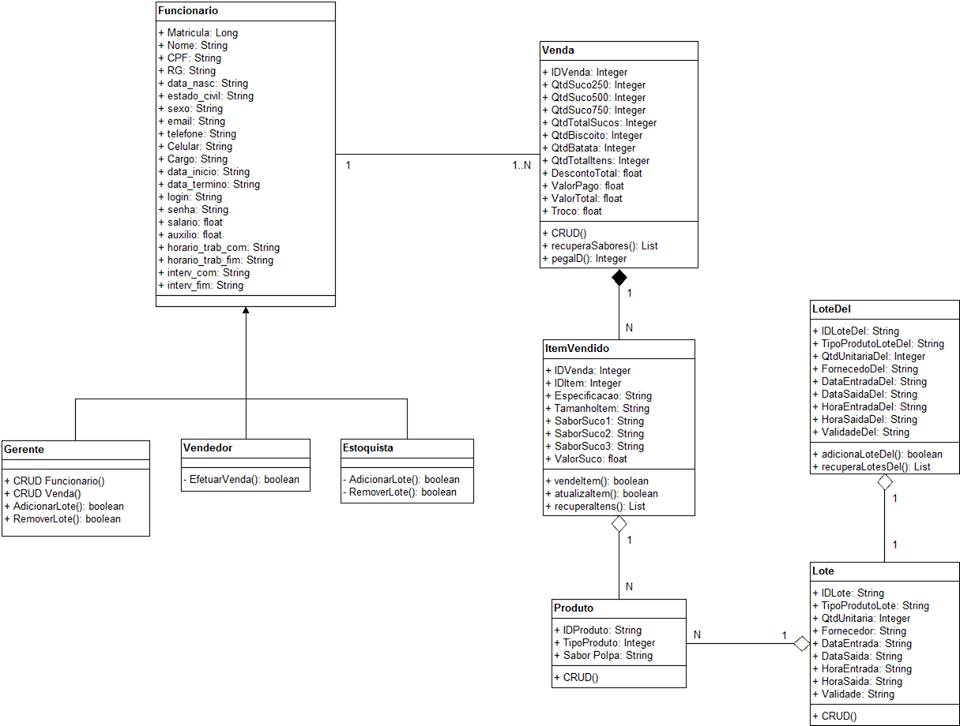 Funcionario
+ Matricula: Long
+ Nome: String
+ CPF: String
+ RG: String
+ data_nasc: String
+ estado_civil: String
+ sexo: String
+ email: String
+ telefone: String
+ Celular: String
+ Cargo: String
+ data_inicio: String
+ data_termino: String
+ login: String
+ senha: String
+ salario: float
+ auxilio: float
+ horario_trab_com: String
+ horario_trab_fim: String
+ interv_com: String
+ interv_fim: String
1
1..N
Venda
+ IDVenda: Integer
+ QtdSuco250: Integer
+ QtdSuco500: Integer
+ QtdSuco750: Integer
+ QtdTotalSucos: Integer
+ QtdBiscoito: Integer
+ QtdBatata: Integer
+ QtdTotalItens: Integer
+ DescontoTotal: float
+ ValorPago: float
+ ValorTotal: float
+ Troco: float
+ CRUD()
+ recuperaSabores(): List
+ pegaID(): Integer
1
N
Gerente
+ CRUD Funcionario()
+ CRUD Venda()
+ AdicionarLote(): boolean
+ RemoverLote(): boolean
Vendedor
- EfetuarVenda(): boolean
Estoquista
- AdicionarLote(): boolean
- RemoverLote(): boolean
ItemVendido
+ IDVenda: Integer
+ IDItem: Integer
+ Especificacao: String
+ TamanhoItem: String
+ SaborSuco1: String
+ SaborSuco2: String
+ SaborSuco3: String
+ ValorSuco: float
+ vendeItem(): boolean
+ atualizaItem(): boolean
+ recuperaItens(): List
1
N
Produto
+ IDProduto: String
+ TipoProduto: Integer
+ Sabor Polpa: String
+ CRUD()
N
1
LoteDel
+ IDLoteDel: String
+ TipoProdutoLoteDel: String
+ QtdUnitariaDel: Integer
+ FornecedoDel: String
+ DataEntradaDel: String
+ DataSaidaDel: String
+ HoraEntradaDel: String
+ HoraSaidaDel: String
+ ValidadeDel: String
+ adicionaLoteDel(): boolean
+ recuperaLotesDel(): List
1
1
Lote
+ IDLote: String
+ TipoProdutoLote: String
+ QtdUnitaria: Integer
+ Fornecedor: String
+ DataEntrada: String
+ DataSaida: String
+ HoraEntrada: String
+ HoraSaida: String
+ Validade: String
+ CRUD()